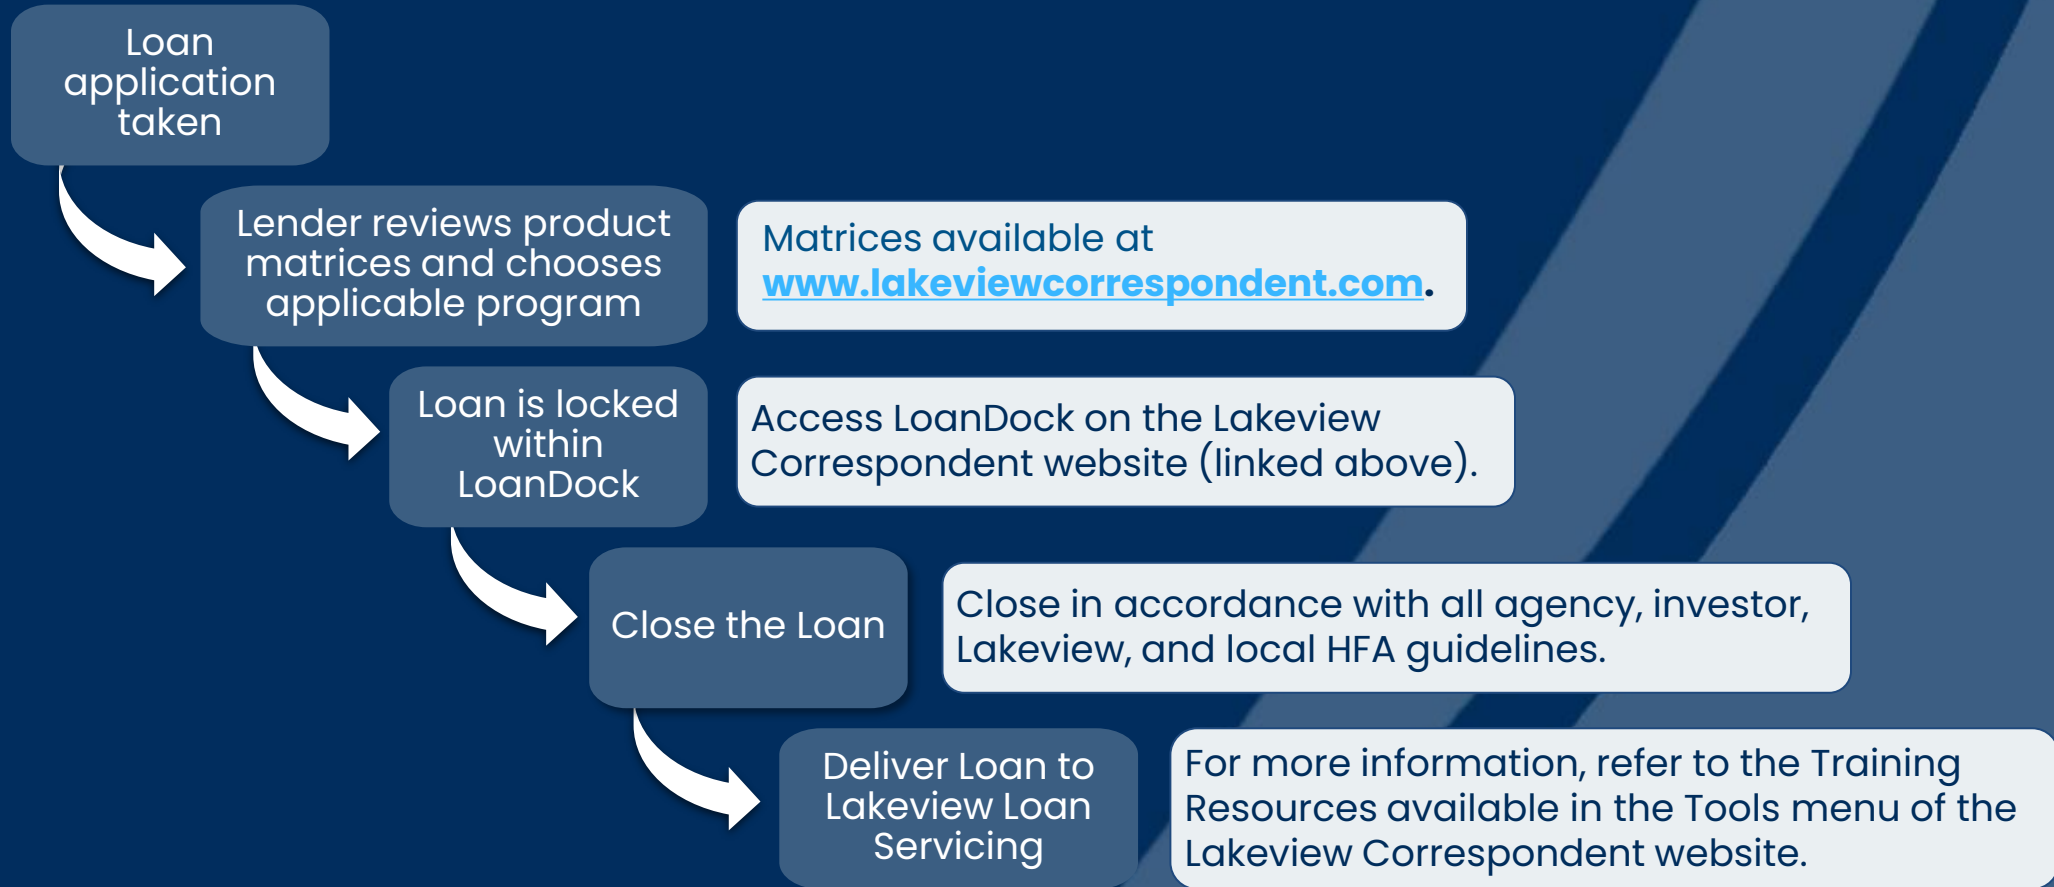 Loan
application
taken
Lender reviews product
matrices and chooses
applicable program
Matrices available at
www.lakeviewcorrespondent.com.
Loan is locked
within
LoanDock
Access LoanDock on the Lakeview
Correspondent website (linked above).
Close the Loan
Close in accordance with all agency, investor,
Lakeview, and local HFA guidelines.
Deliver Loan to
Lakeview Loan
Servicing
For more information, refer to the Training
Resources available in the Tools menu of the
Lakeview Correspondent website.